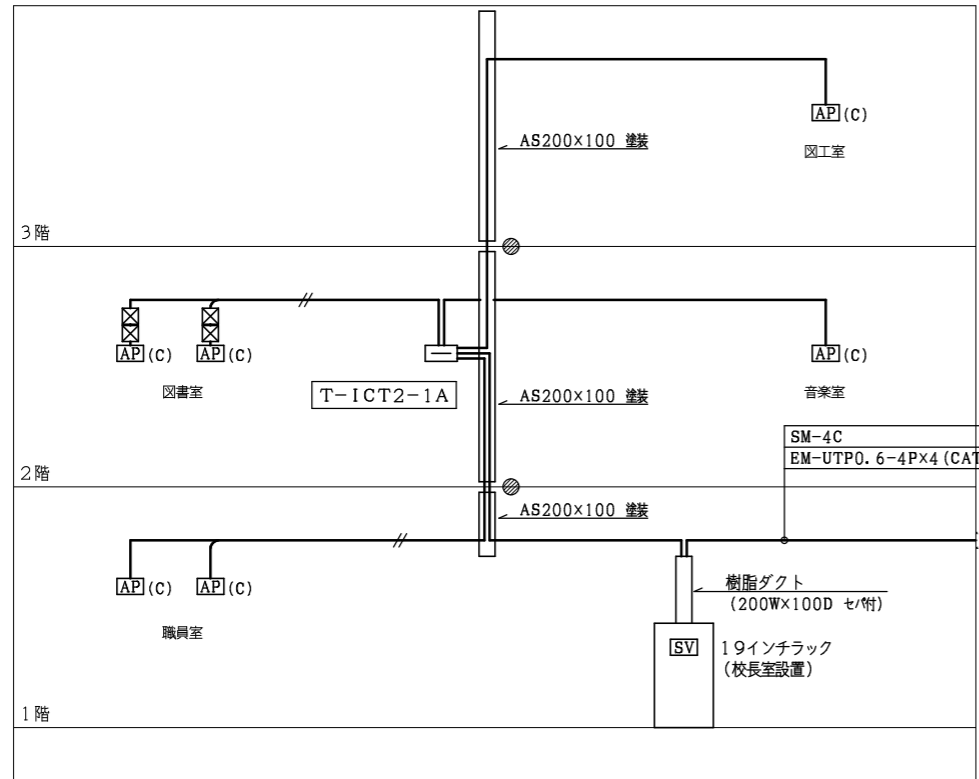 AS200×100 塗装
AP (C)
図工室
3階
AP (C)
AP (C)
図書室
T-ICT2-1A
AS200×100 塗装
AP (C)
音楽室
SM-4C
EM-UTP0.6-4P×4(CAT
2階
AS200×100 塗装
AP (C)
AP (C)
職員室
樹脂ダクト
(200W×100D セパ付)
SV
19インチラック
(校長室設置)
1階